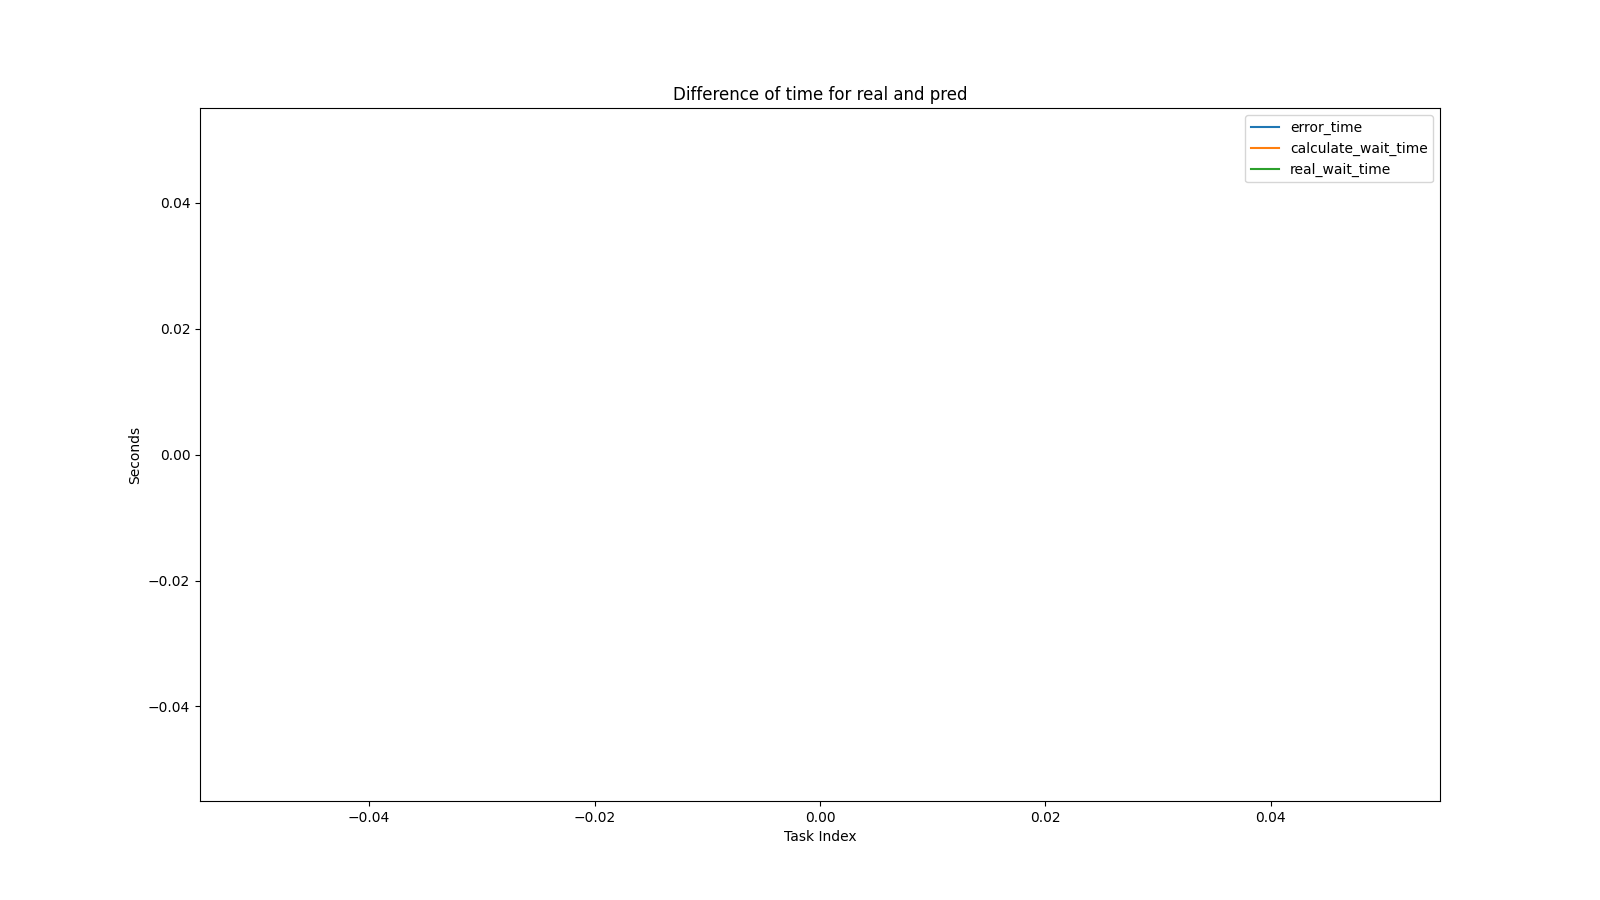 Difference of time for real and pred
error_time
calculate_wait_time
real_wait_time
0.04
0.02
0.00
−0.02
−0.04
Seconds
−0.04 −0.02 0.00 0.02 0.04
Task Index